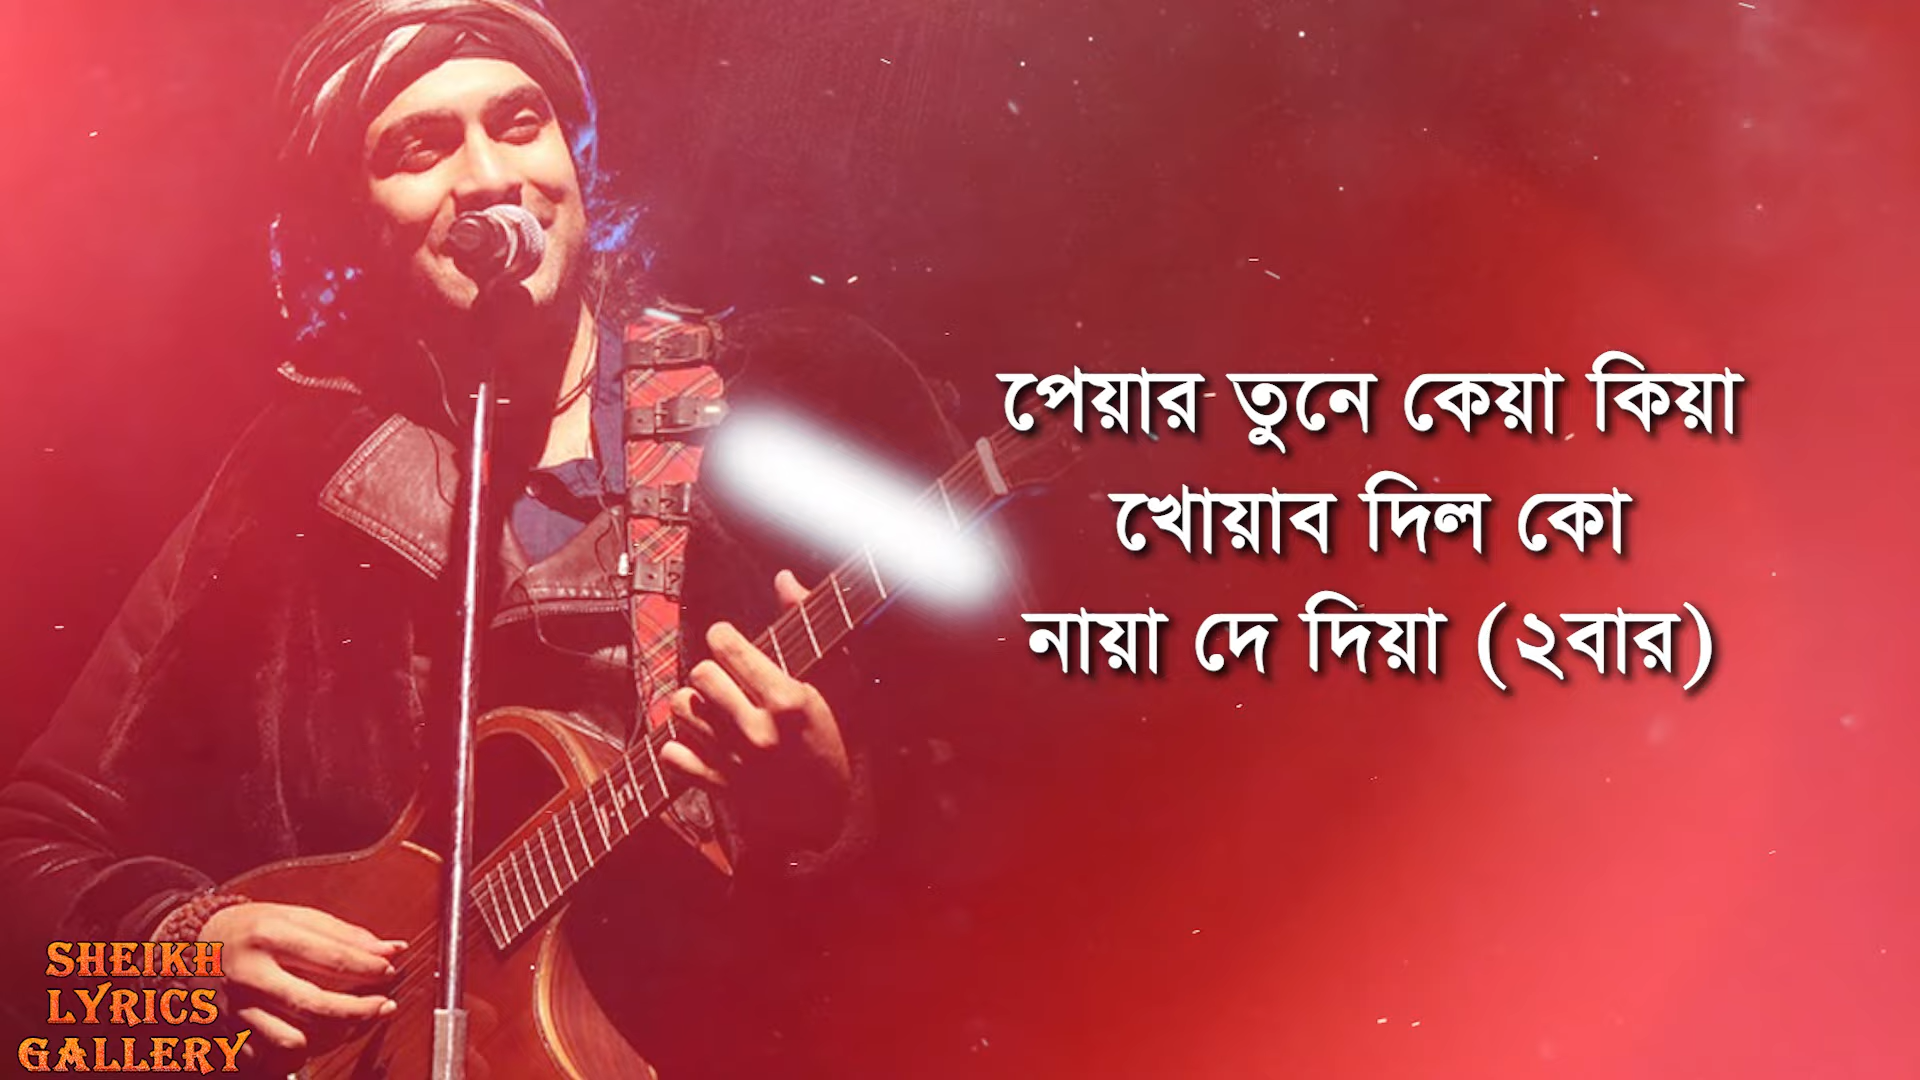 পেয়ার তুনে কেয়া কিয়া
খোয়াব দিল কো
নায়া দে দিয়া (২বার)
SHEIKH
LYRICS
GALLERY